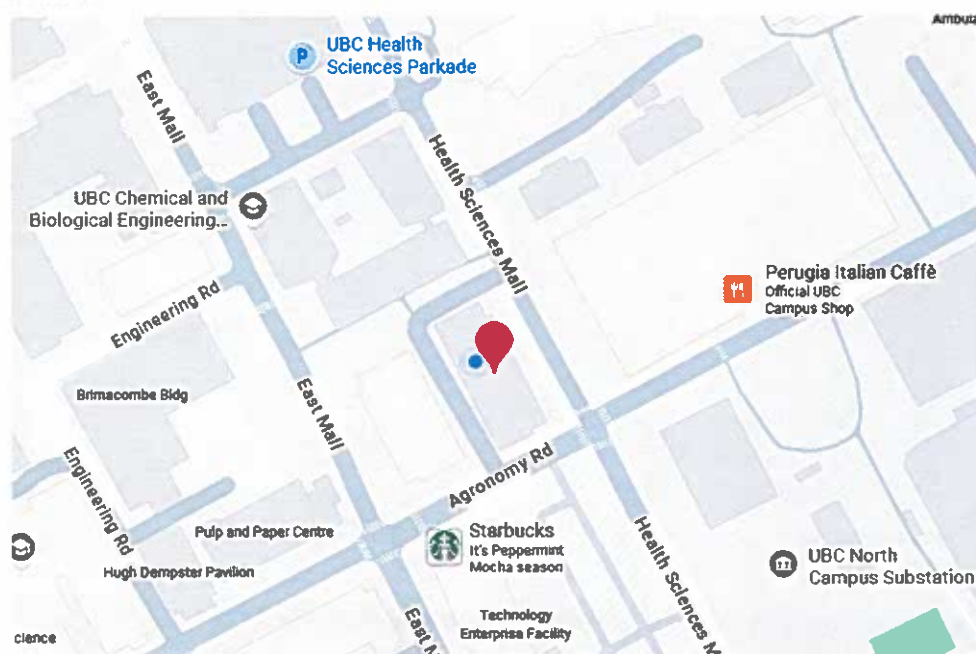 Ambula
P
UBC Health
Sciences Parkade
East Mall
Health Sciences Mall
UBC Chemical and
Biological Engineering...
Perugia Italian Caffè
Official UBC
Campus Shop
Engineering Rd
Brimacombe Bldg
East Mall
Agronomy Rd
Engineering Rd
Pulp and Paper Centre
Starbucks
It's Peppermint
Mocha season
Hugh Dempster Pavilion
Health Sciences M
UBC North
Campus Substation
Technology
Enterprise Facility
East M
cience